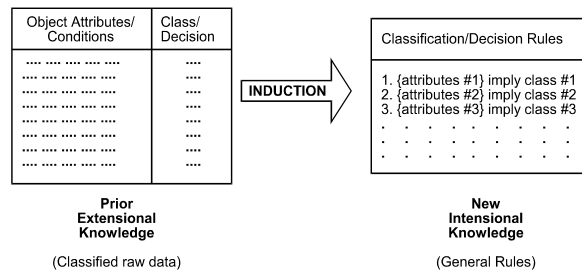 Object Attributes/
Conditions
Class/
Decision
INDUCTION
Classification/Decision Rules
1. {attributes #1} imply class #1
2. {attributes #2} imply class #2
3. {attributes #3} imply class #3
Prior
Extensional
Knowledge
(Classified raw data)
New
Intensional
Knowledge
(General Rules)